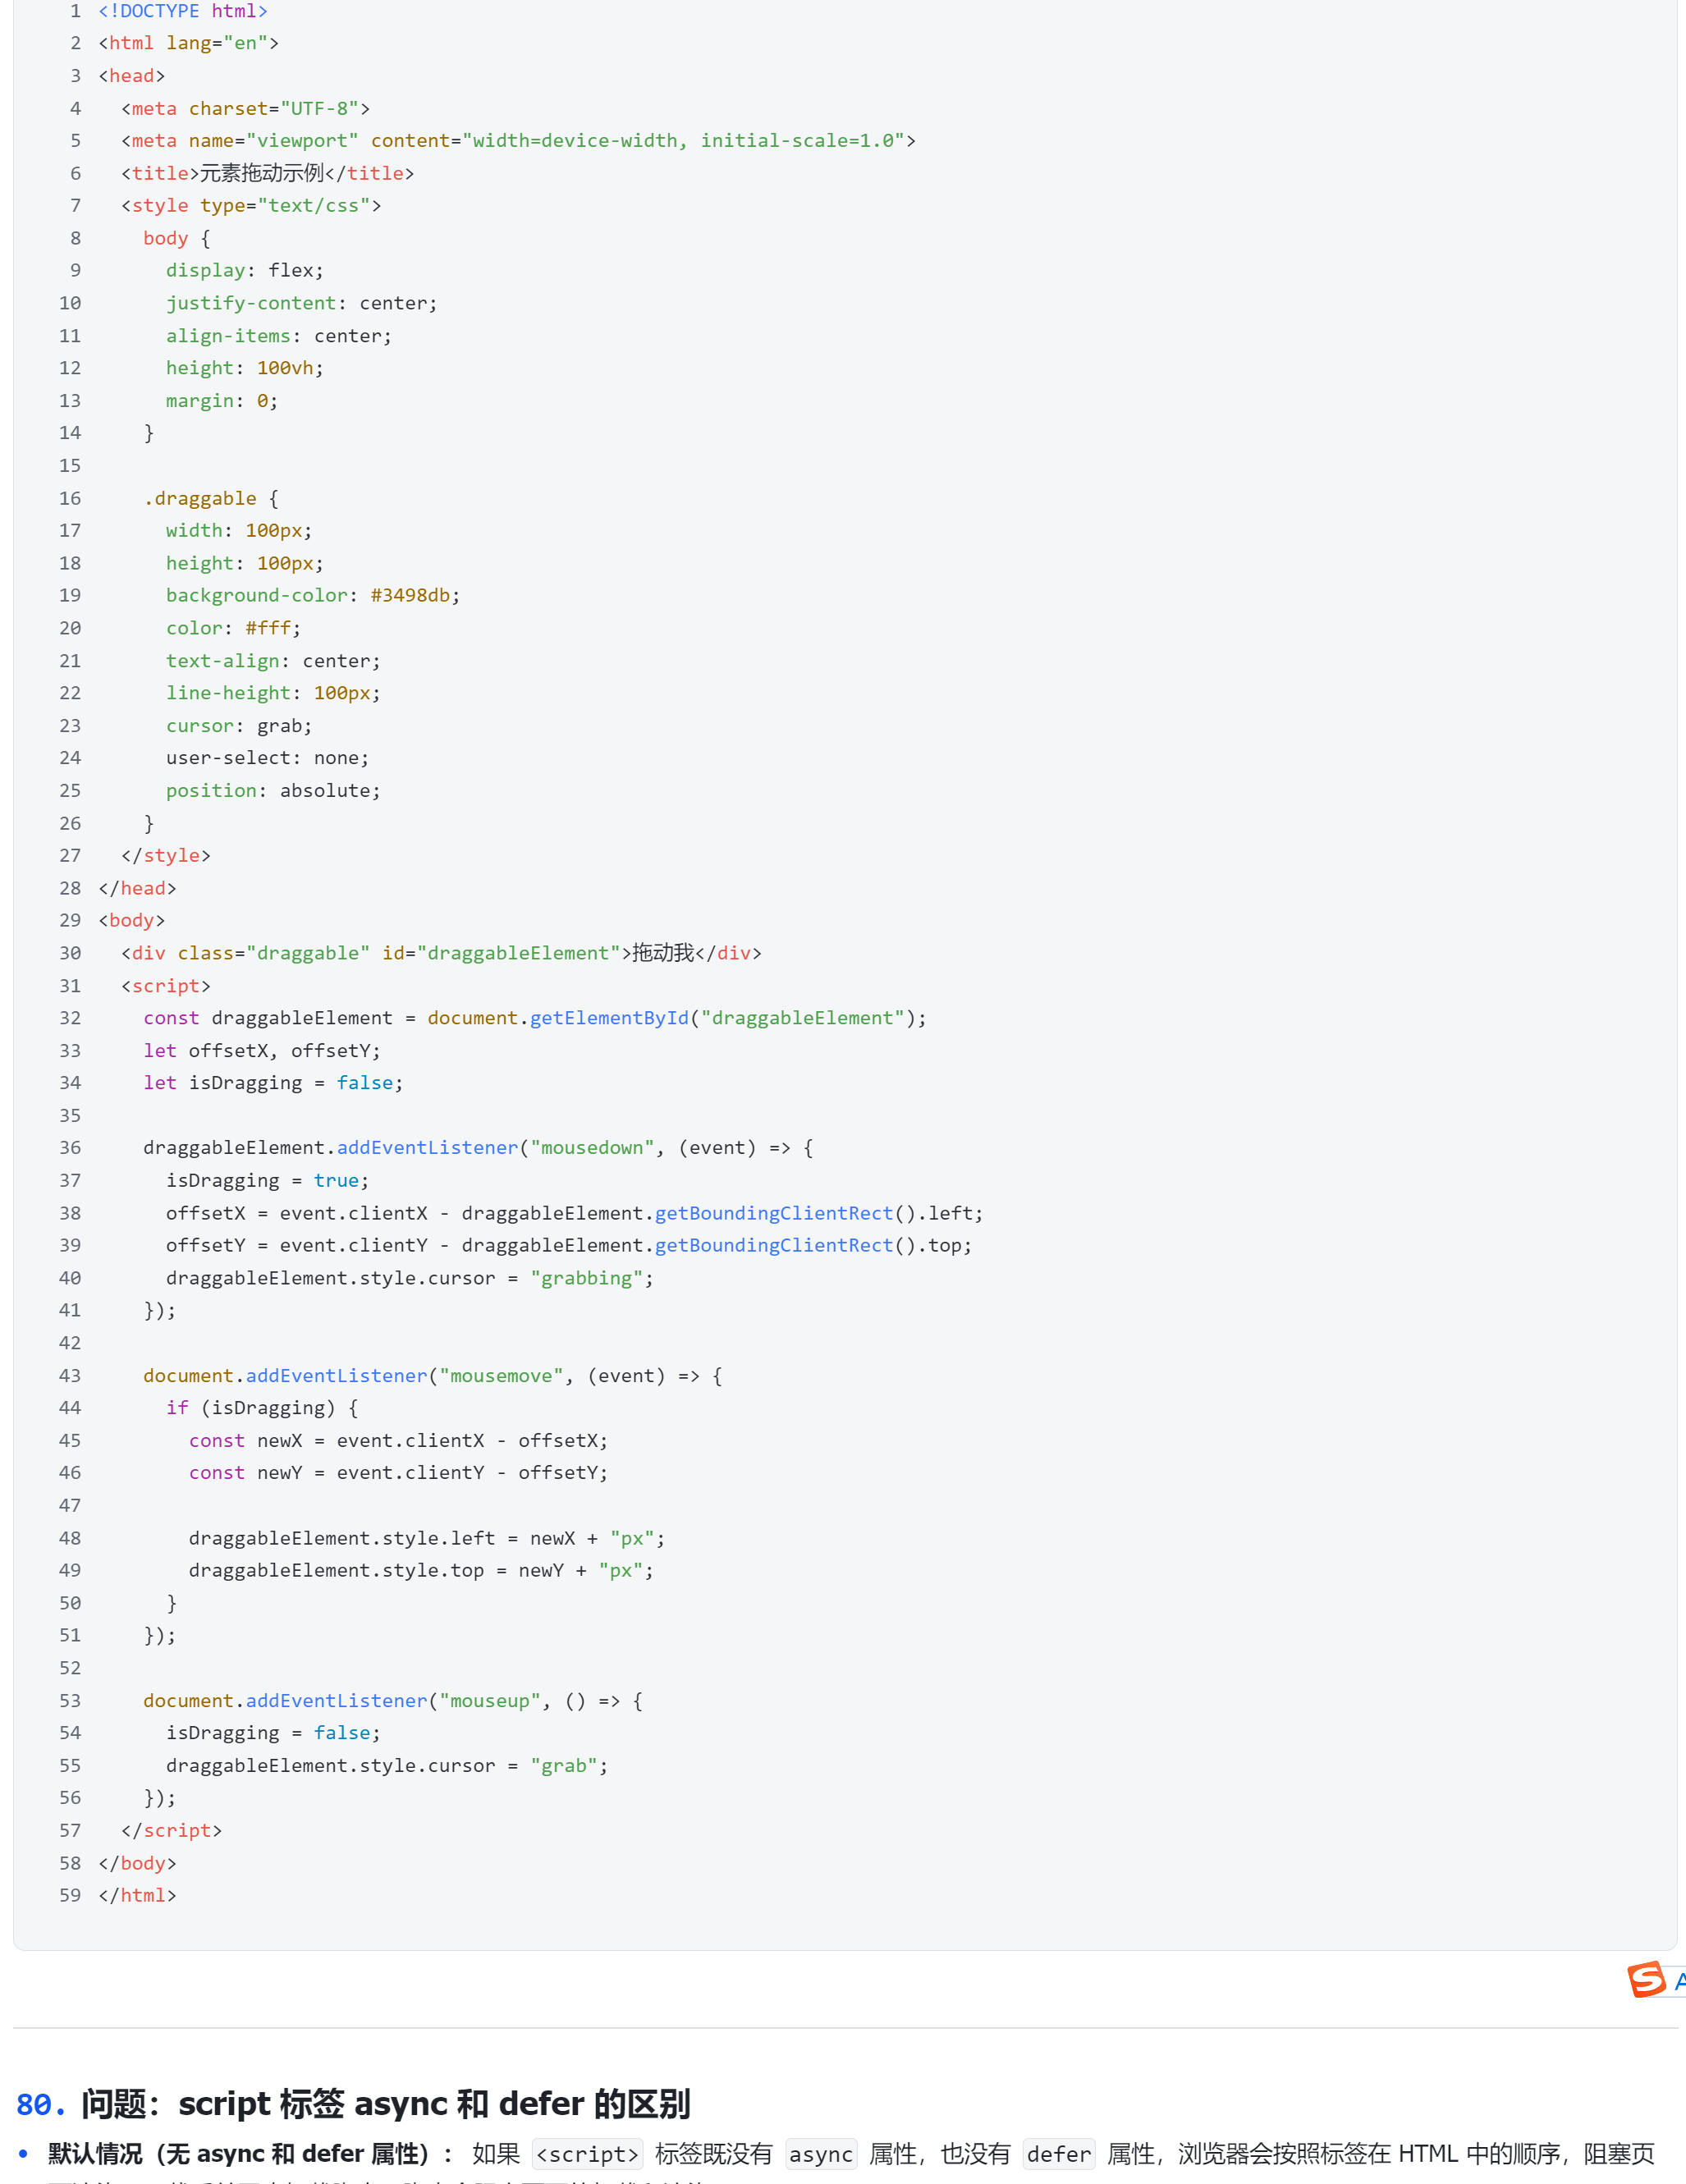 1 <!DOCTYPE html>
2 <html lang="en">
3 <head>
4   <meta charset="UTF-8">
5   <meta name="viewport" content="width=device-width, initial-scale=1.0">
6   <title>元素拖动示例</title>
7   <style type="text/css">
8     body {
9       display: flex;
10       justify-content: center;
11       align-items: center;
12       height: 100vh;
13       margin: 0;
14     }
15
16     .draggable {
17       width: 100px;
18       height: 100px;
19       background-color: #3498db;
20       color: #fff;
21       text-align: center;
22       line-height: 100px;
23       cursor: grab;
24       user-select: none;
25       position: absolute;
26     }
27   </style>
28 </head>
29 <body>
30   <div class="draggable" id="draggableElement">拖动我</div>
31   <script>
32     const draggableElement = document.getElementById("draggableElement");
33     let offsetX, offsetY;
34     let isDragging = false;
35
36     draggableElement.addEventListener("mousedown", (event) => {
37       isDragging = true;
38       offsetX = event.clientX - draggableElement.getBoundingClientRect().left;
39       offsetY = event.clientY - draggableElement.getBoundingClientRect().top;
40       draggableElement.style.cursor = "grabbing";
41     });
42
43     document.addEventListener("mousemove", (event) => {
44       if (isDragging) {
45         const newX = event.clientX - offsetX;
46         const newY = event.clientY - offsetY;
47
48         draggableElement.style.left = newX + "px";
49         draggableElement.style.top = newY + "px";
50       }
51     });
52
53     document.addEventListener("mouseup", () => {
54       isDragging = false;
55       draggableElement.style.cursor = "grab";
56     });
57   </script>
58 </body>
59 </html>
80. 问题：script 标签 async 和 defer 的区别
• 默认情况（无 async 和 defer 属性）： 如果 <script> 标签既没有 async 属性，也没有 defer 属性，浏览器会按照标签在 HTML 中的顺序，阻塞页